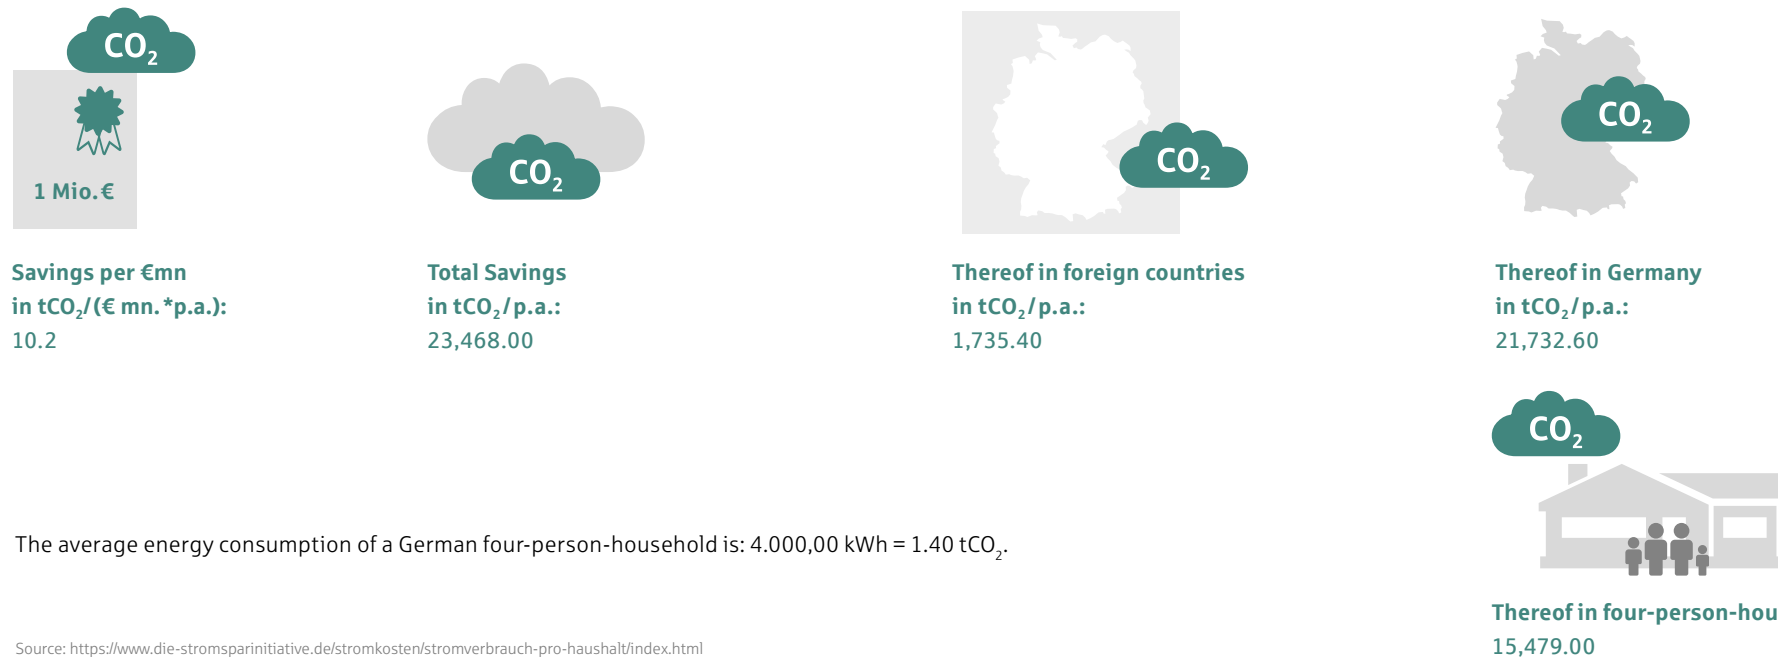 CO₂
1 Mio. €
Savings per €mn
in tCO₂/(€ mn.*p.a.):
10.2
CO₂
Total Savings
in tCO₂/p.a.:
23,468.00
CO₂
Thereof in foreign countries
in tCO₂/p.a.:
1,735.40
CO₂
Thereof in Germany
in tCO₂/p.a.:
21,732.60
CO₂
Thereof in four-person-hou
15,479.00
The average energy consumption of a German four-person-household is: 4.000,00 kWh = 1.40 tCO₂.
Source: https://www.die-stromsparinitiative.de/stromkosten/stromverbrauch-pro-haushalt/index.html